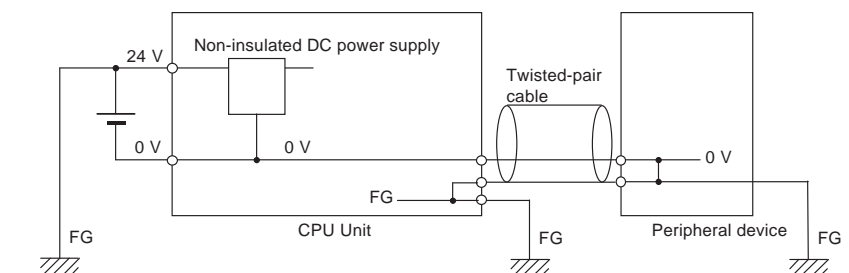 Non-insulated DC power supply
24 V
Twisted-pair
cable
0 V
0 V
0 V
FG
CPU Unit
Peripheral device
FG
FG
FG